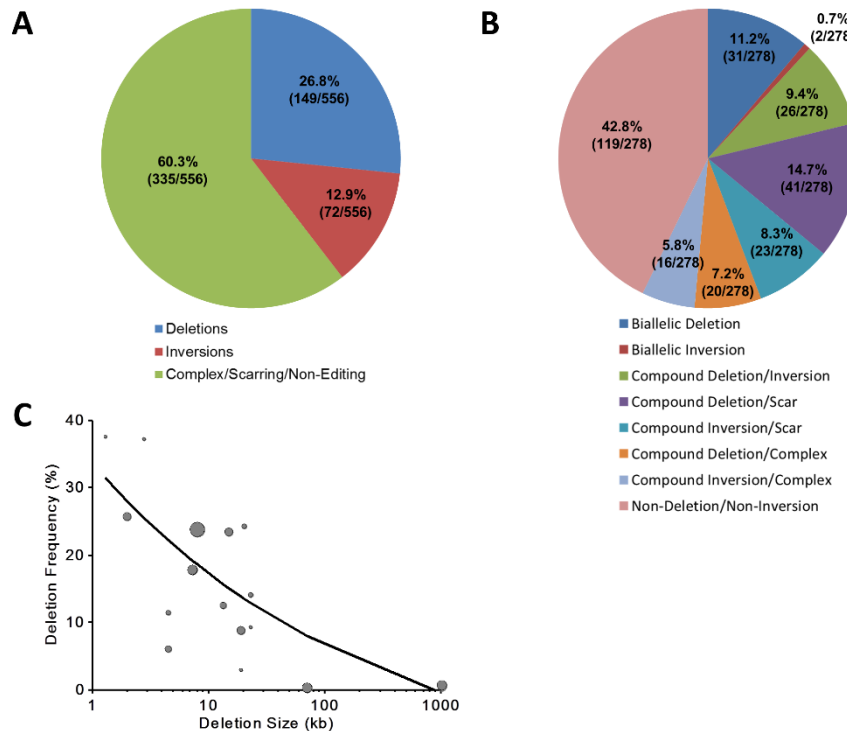 A
26.8%
(149/556)
60.3%
(335/556)
12.9%
(72/556)
Deletions
Inversions
Complex/Scarring/Non-Editing
B
0.7%
(2/278
11.2%
(31/278)
9.4%
(26/278)
42.8%
(119/278)
14.7%
(41/278)
8.3%
(23/278)
5.8%
(16/278)
7.2%
(20/278)
Biallelic Deletion
Biallelic Inversion
Compound Deletion/Inversion
Compound Deletion/Scar
Compound Inversion/Scar
Compound Deletion/Complex
Compound Inversion/Complex
Non-Deletion/Non-Inversion
C
Deletion Frequency (%)
40
30
20
10
0
1 10 100 1000
Deletion Size (kb)